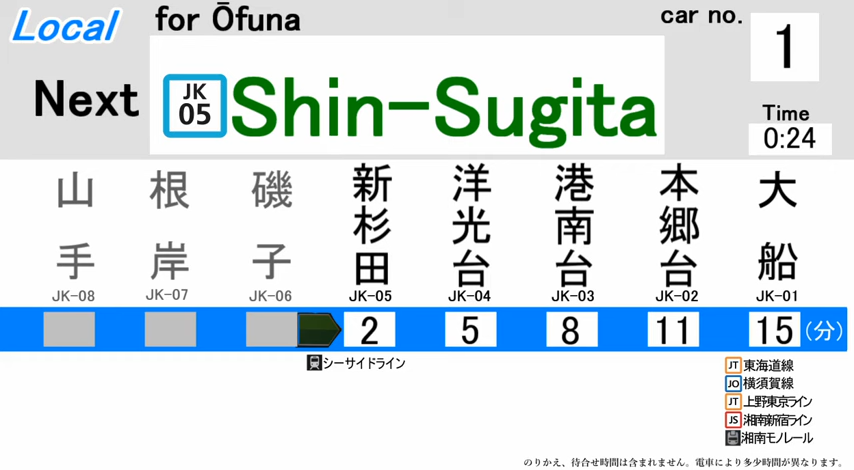 Local for Ōfuna car no. 1
Next JK 05 Shin-Sugita
Time
0:24
山手 根岸 磯子 新杉田 洋光台 港南台 本郷台 大船
JK-08 JK-07 JK-06 JK-05 JK-04 JK-03 JK-02 JK-01
2 5 8 11 15 (分)
シーサイドライン
JT 東海道線
JO 横須賀線
JT 上野東京ライン
JS 湘南新宿ライン
湘南モノレール
のりかえ、待合せ時間は含まれません。電車により多少時間が異なります。